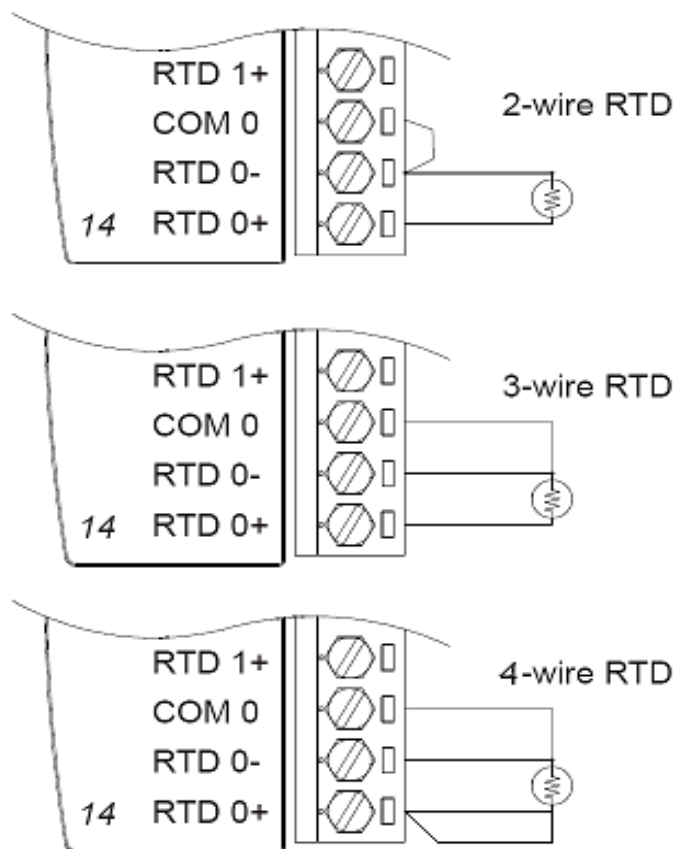 RTD 1+
COM 0
2-wire RTD
RTD 0-
14 RTD 0+
RTD 1+
3-wire RTD
COM 0
RTD 0-
14 RTD 0+
RTD 1+
4-wire RTD
COM 0
RTD 0-
14 RTD 0+